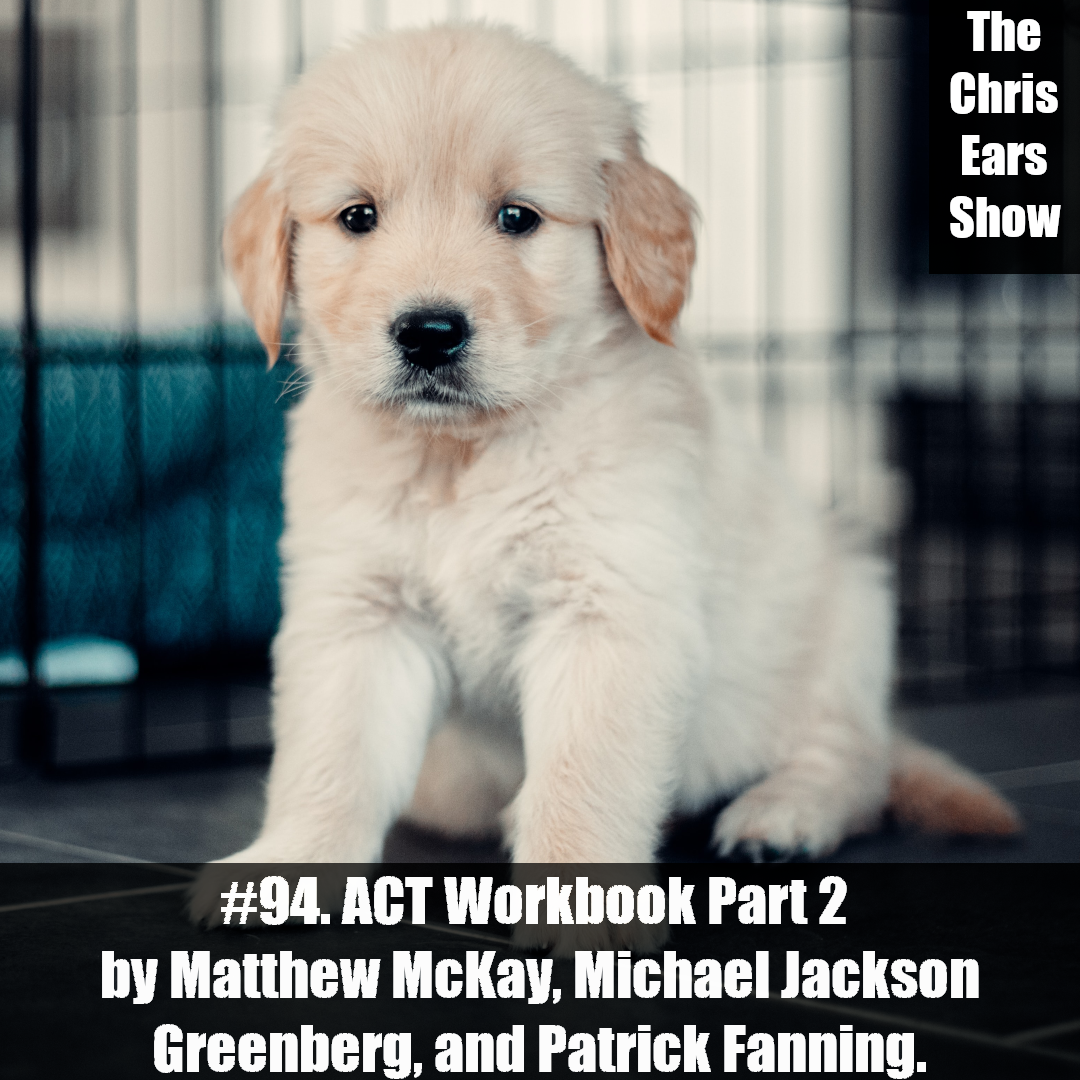 The
Chris
Ears
Show
#94. ACT Workbook Part 2
by Matthew McKay, Michael Jackson
Greenberg, and Patrick Fanning.